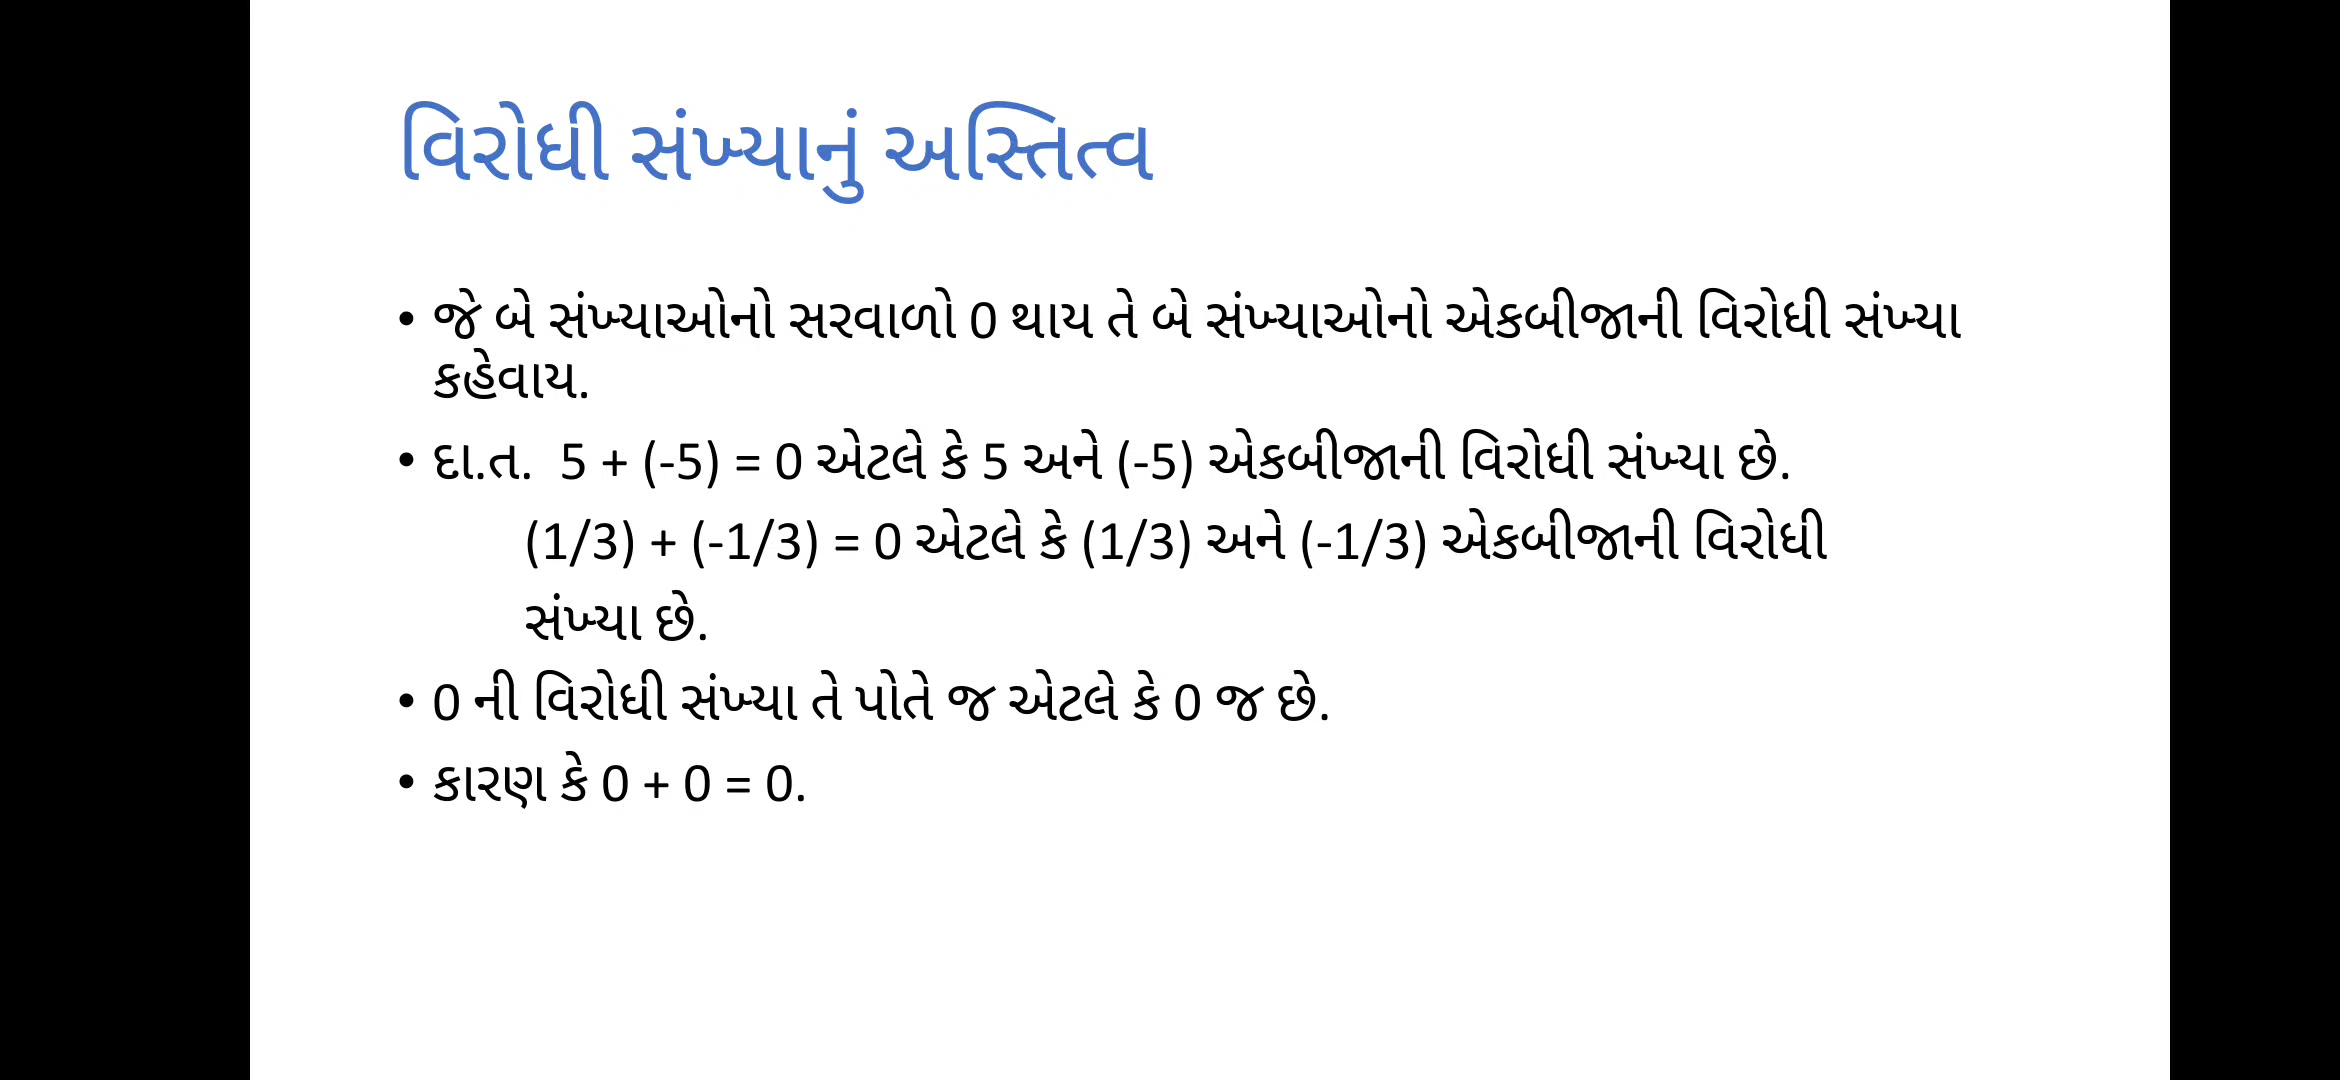 વિરોધી સંખ્યાનું અસ્તિત્વ
• જે બે સંખ્યાઓનો સરવાળો 0 થાય તે બે સંખ્યાઓનો એકબીજાની વિરોધી સંખ્યા
કહેવાય.
• દા.ત. 5 + (-5) = 0 એટલે કે 5 અને (-5) એકબીજાની વિરોધી સંખ્યા છે.
(1/3) + (-1/3) = 0 એટલે કે (1/3) અને (-1/3) એકબીજાની વિરોધી
સંખ્યા છે.
• 0 ની વિરોધી સંખ્યા તે પોતે જ એટલે કે 0 જ છે.
• કારણ કે 0 + 0 = 0.